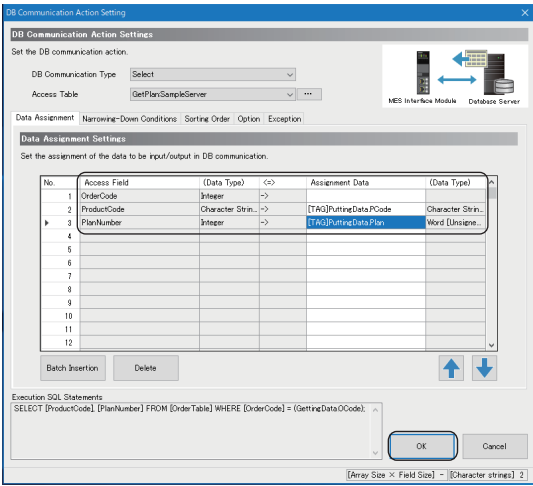 DB Communication Action Setting
DB Communication Action Settings
Set the DB communication action.
DB Communication Type Select
Access Table GetPlanSampleServer ...
MES Interface Module Database Server
Data Assignment Narrowing-Down Conditions Sorting Order Option Exception
Data Assignment Settings
Set the assignment of the data to be input/output in DB communication.
No. Access Field (Data Type) <=> Assignment Data (Data Type)
1 OrderCode Integer ->
2 ProductCode Character Strin... -> [TAG]PuttingData.PCode Character Strin...
3 PlanNumber Integer -> [TAG]PuttingData.Plan Word [Unsigne...
4
5
6
7
8
9
10
11
12
Batch Insertion Delete
Execution SQL Statements
SELECT [ProductCode], [PlanNumber] FROM [OrderTable] WHERE [OrderCode] = (GettingData.OCode);
OK Cancel
[Array Size × Field Size] - [Character strings] 2